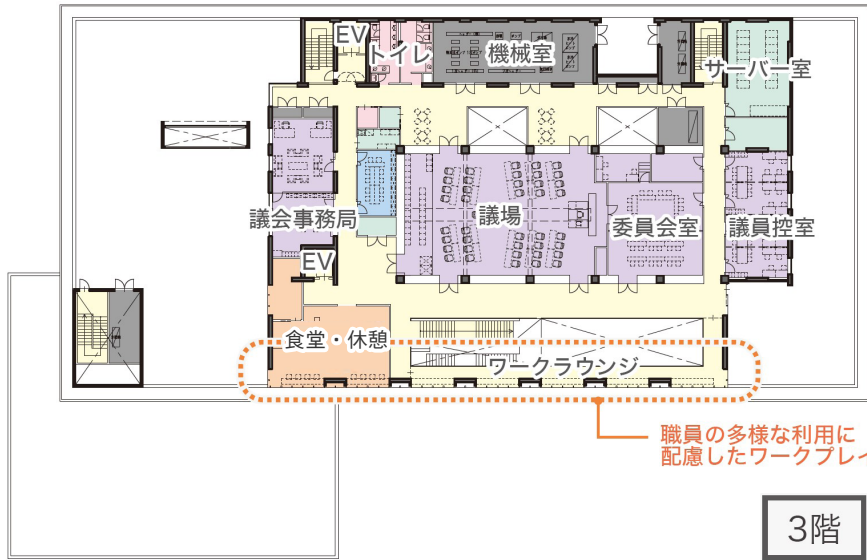 EV
トイレ
機械室
サーバー室
議会事務局
議場
委員会室
議員控室
EV
食堂・休憩
ワークラウンジ
職員の多様な利用に
配慮したワークプレイ
3階